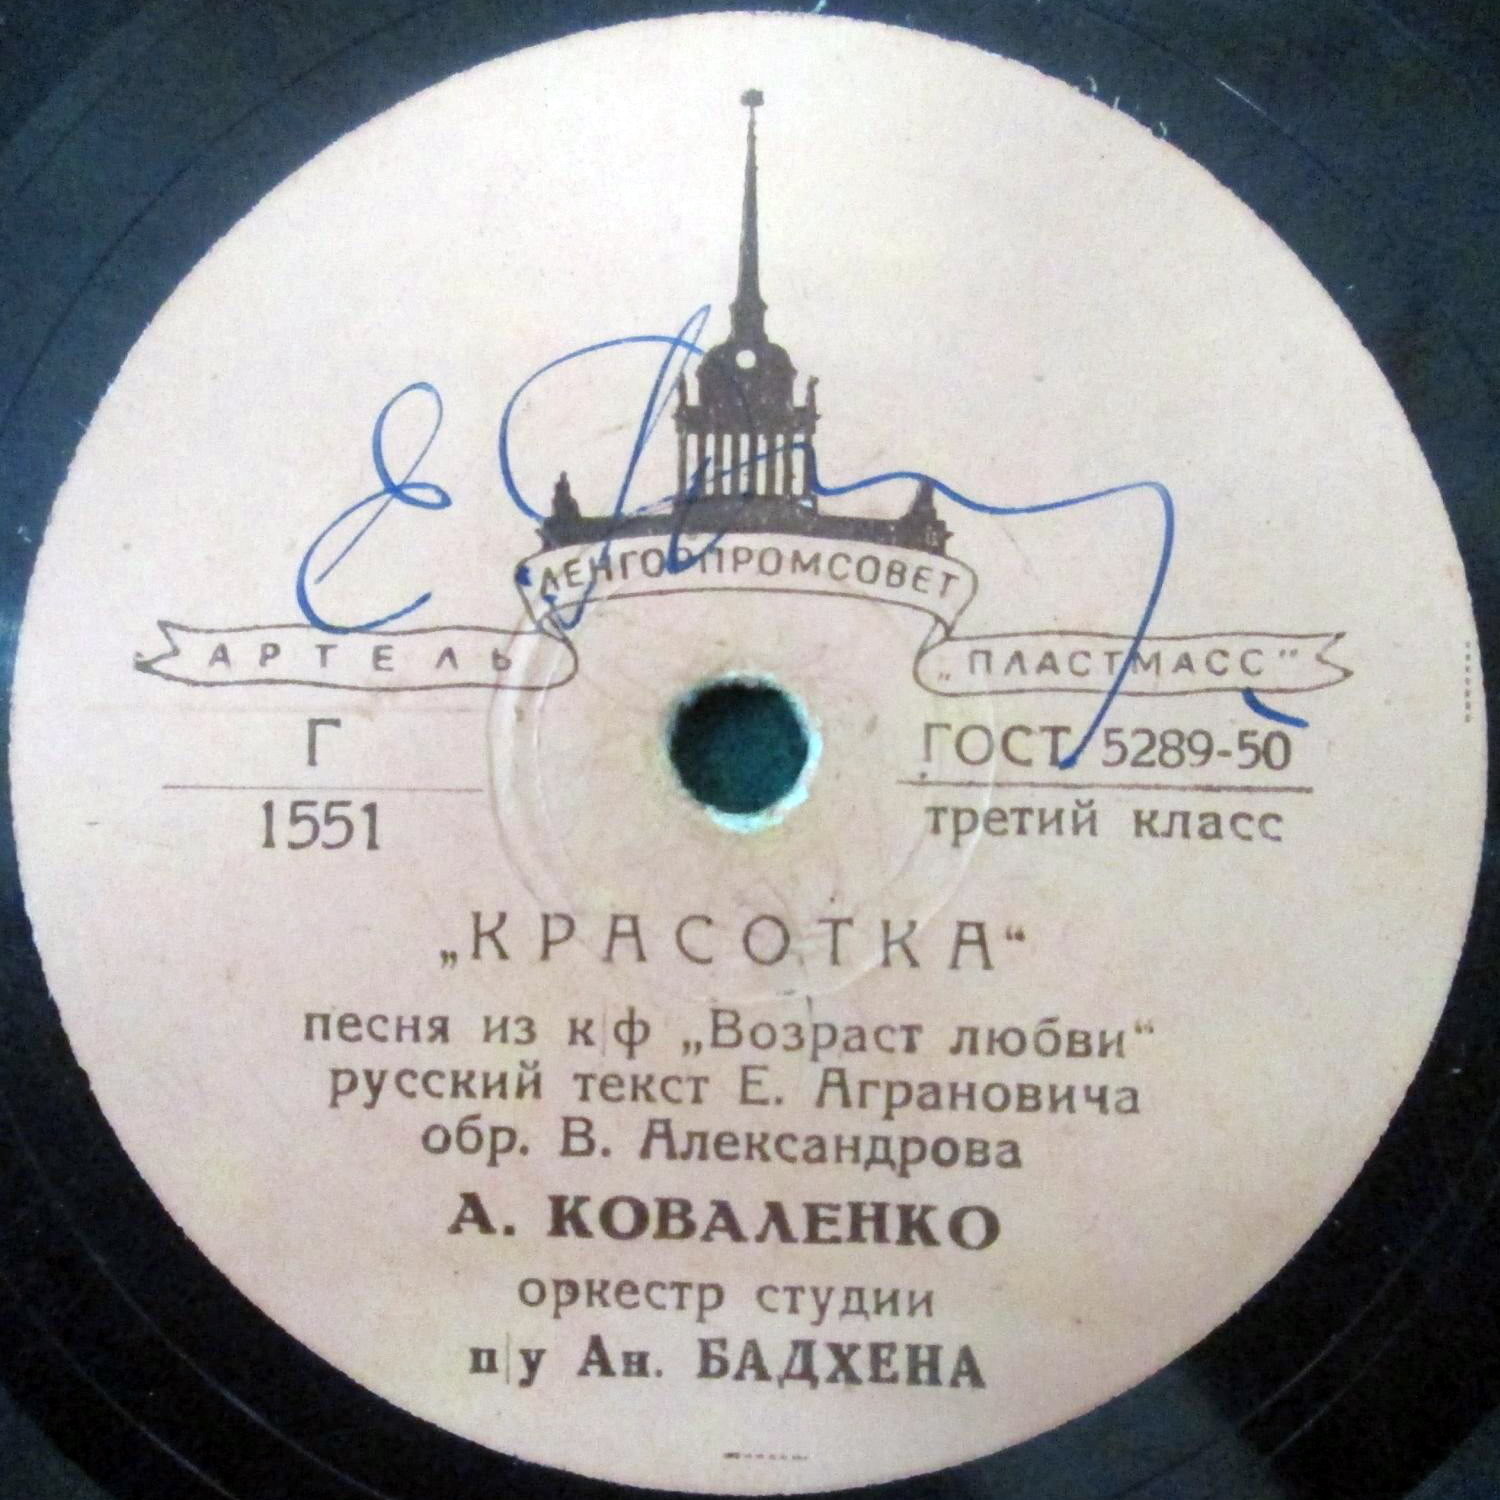 ЛЕНГОРПРОМСОВЕТ
АРТЕЛЬ „ПЛАСТМАСС"
Г
1551
ГОСТ 5289-50
третий класс
„КРАСОТКА“
песня из к/ф „Возраст любви“
русский текст Е. Аграновича
обр. В. Александрова
А. КОВАЛЕНКО
оркестр студии
п/у Ан. БАДХЕНА